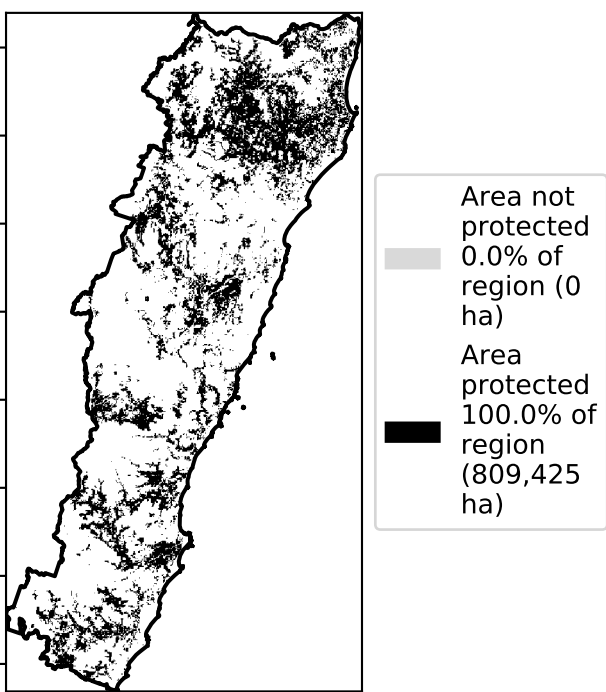 Area not
protected
0.0% of
region (0
ha)
Area
protected
100.0% of
region
(809,425
ha)